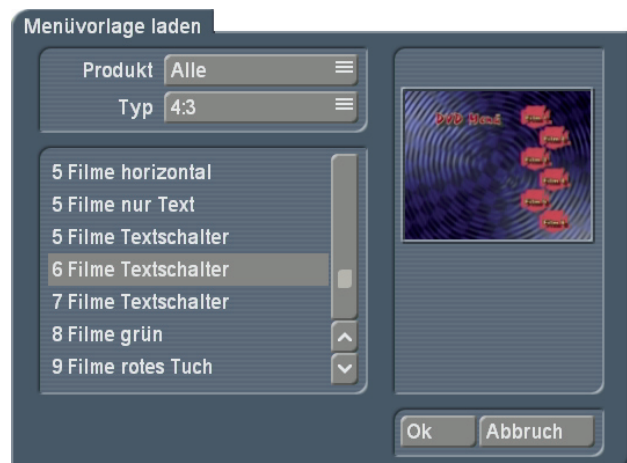 Menüvorlage laden
Produkt Alle
Typ 4:3
5 Filme horizontal
5 Filme nur Text
5 Filme Textschalter
6 Filme Textschalter
7 Filme Textschalter
8 Filme grün
9 Filme rotes Tuch
DVD Menü
Ok Abbruch